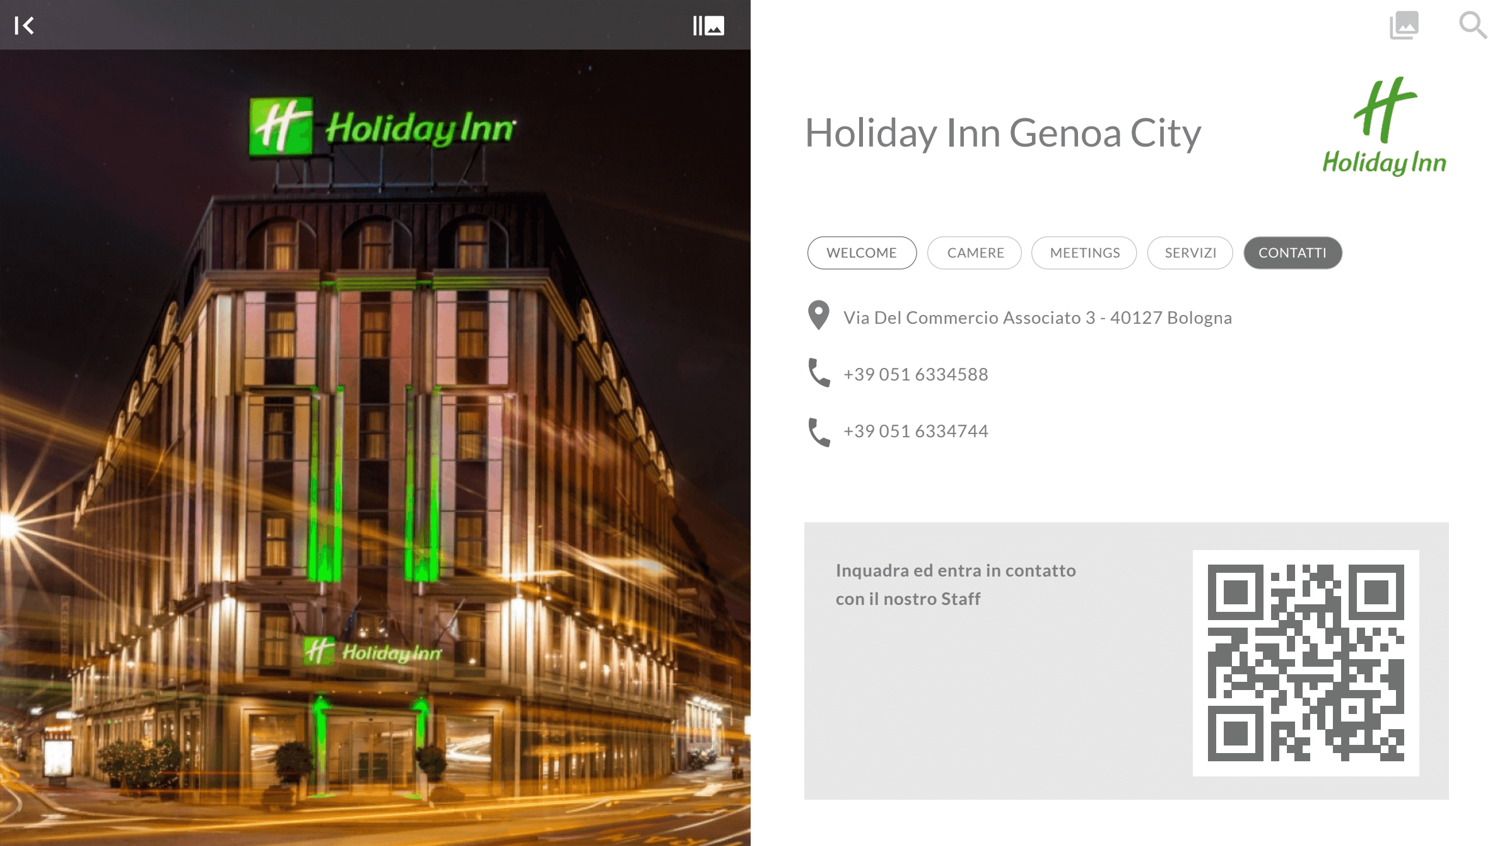 Holiday Inn
Holiday Inn
Holiday Inn Genoa City
Holiday Inn
WELCOME
CAMERE
MEETINGS
SERVIZI
CONTATTI
Via Del Commercio Associato 3 - 40127 Bologna
+39 051 6334588
+39 051 6334744
Inquadra ed entra in contatto
con il nostro Staff